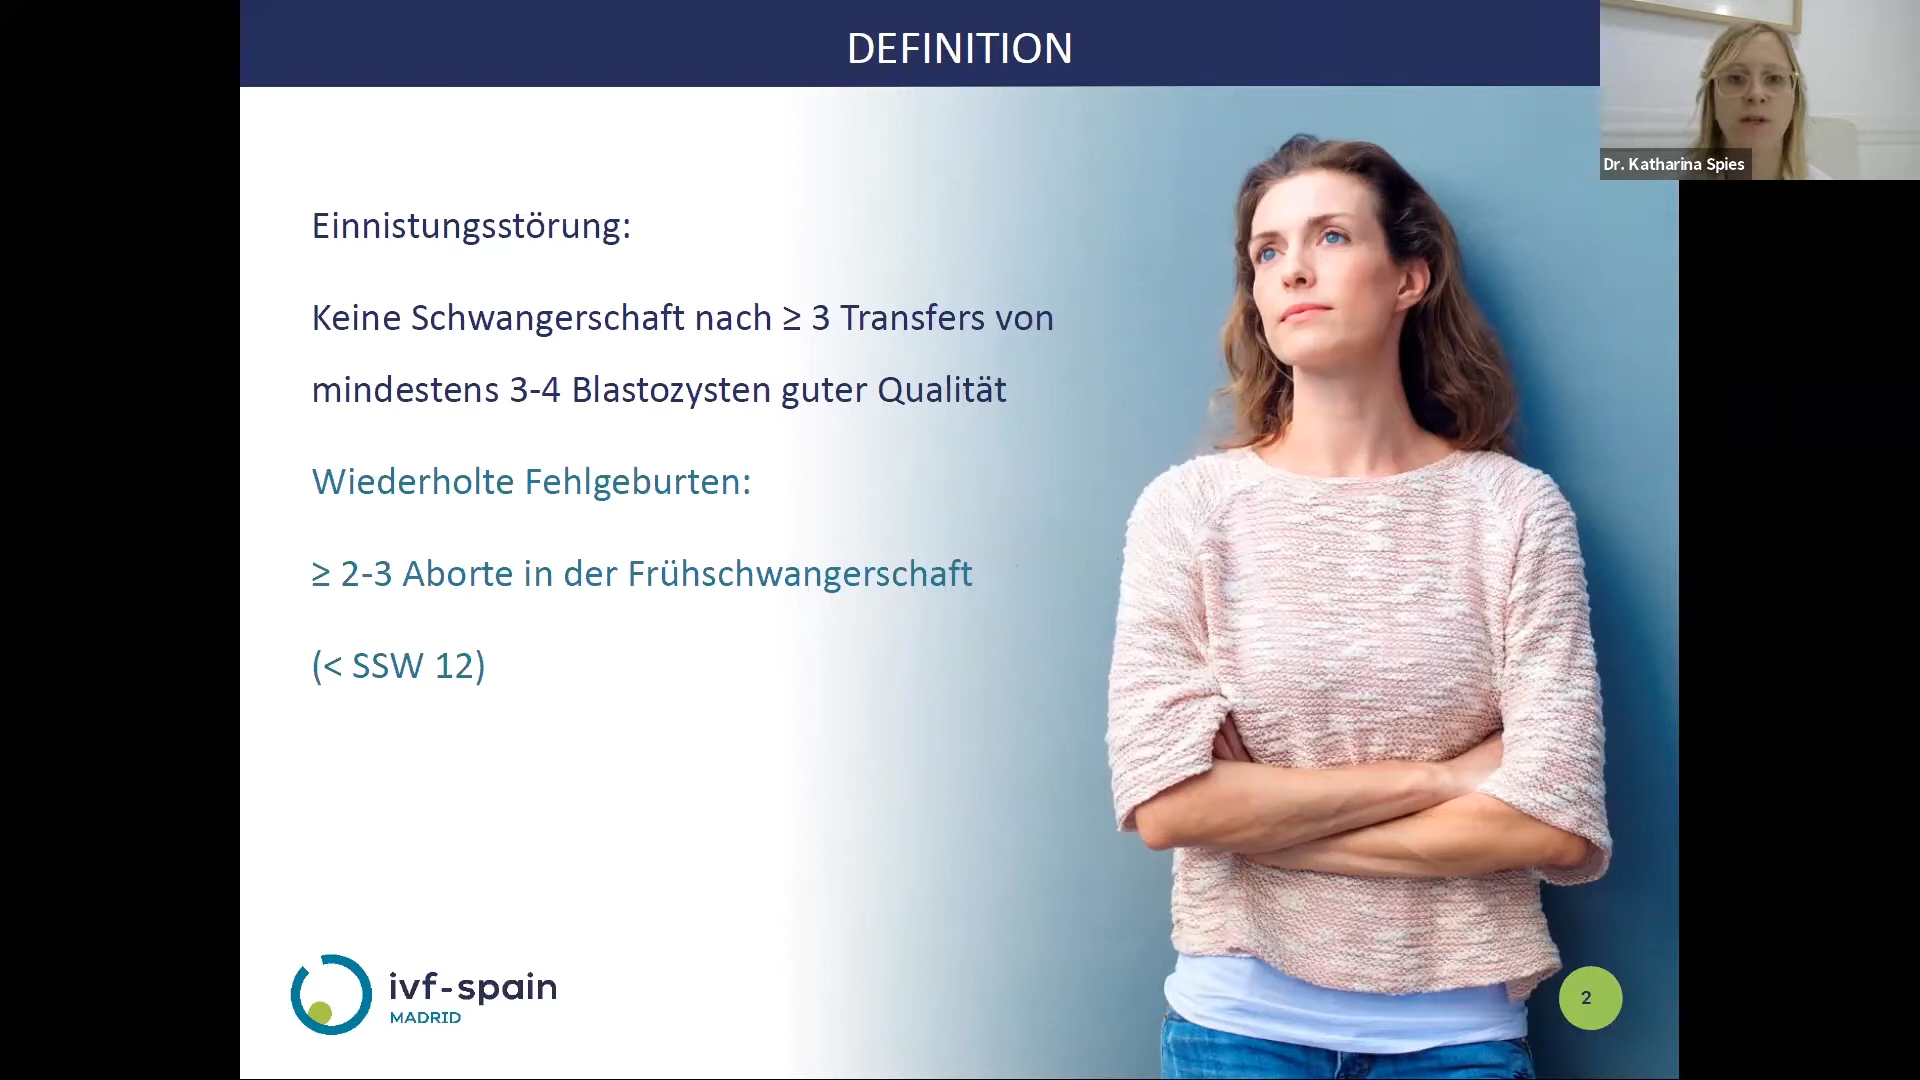 DEFINITION
Dr. Katharina Spies
Einnistungsstörung:
Keine Schwangerschaft nach ≥ 3 Transfers von
mindestens 3-4 Blastozysten guter Qualität
Wiederholte Fehlgeburten:
≥ 2-3 Aborte in der Frühschwangerschaft
(< SSW 12)
ivf-spain
MADRID
2